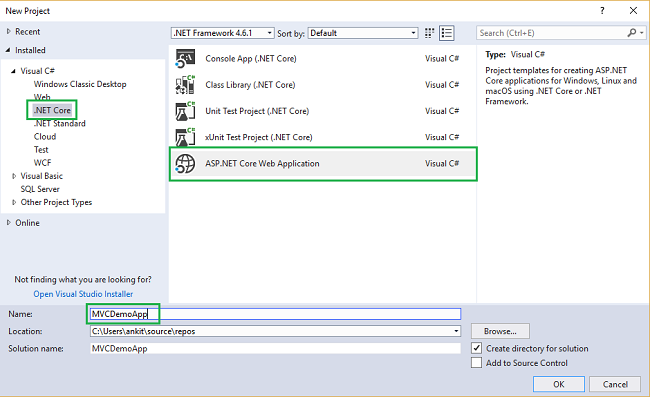 New Project
Recent
.NET Framework 4.6.1 Sort by: Default
Search (Ctrl+E)
Installed
Visual C#
Windows Classic Desktop
Web
.NET Core
.NET Standard
Cloud
Test
WCF
Visual Basic
SQL Server
Other Project Types
Online
Not finding what you are looking for?
Open Visual Studio Installer
Console App (.NET Core) Visual C#
Class Library (.NET Core) Visual C#
Unit Test Project (.NET Core) Visual C#
xUnit Test Project (.NET Core) Visual C#
ASP.NET Core Web Application Visual C#
Type: Visual C#
Project templates for creating ASP.NET
Core applications for Windows, Linux and
macOS using .NET Core or .NET
Framework.
Name: MVCDemoApp
Location: C:\Users\ankit\source\repos Browse...
Solution name: MVCDemoApp
Create directory for solution
Add to Source Control
OK Cancel